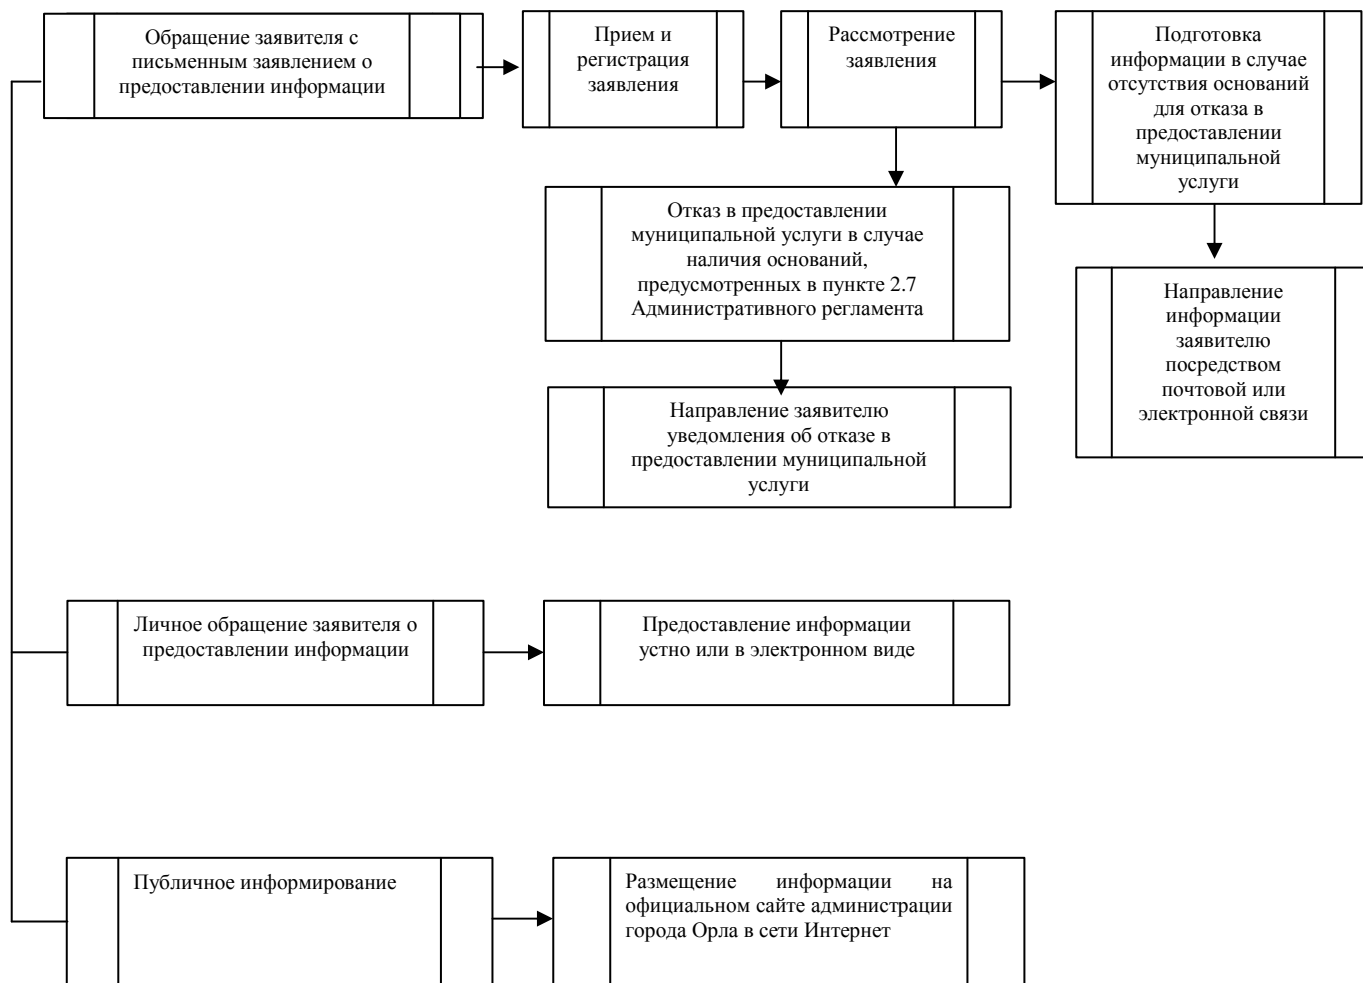 Обращение заявителя с
письменным заявлением о
предоставлении информации
Прием и
регистрация
заявления
Рассмотрение
заявления
Подготовка
информации в случае
отсутствия оснований
для отказа в
предоставлении
муниципальной
услуги
Отказ в предоставлении
муниципальной услуги в случае
наличия оснований,
предусмотренных в пункте 2.7
Административного регламента
Направление
информации
заявителю
посредством
почтовой или
электронной связи
Направление заявителю
уведомления об отказе в
предоставлении муниципальной
услуги
Личное обращение заявителя о
предоставлении информации
Предоставление информации
устно или в электронном виде
Публичное информирование
Размещение информации на
официальном сайте администрации
города Орла в сети Интернет